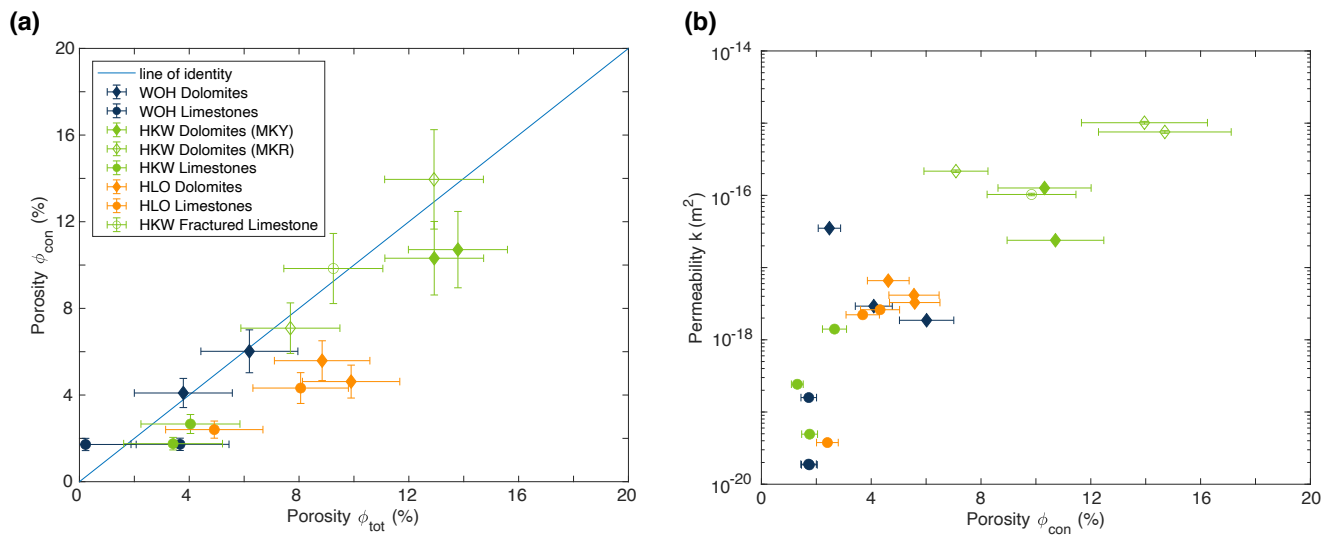 (a)
20
16
12
8
4
0
Porosity ϕcon (%)
line of identity
WOH Dolomites
WOH Limestones
HKW Dolomites (MKY)
HKW Dolomites (MKR)
HKW Limestones
HLO Dolomites
HLO Limestones
HKW Fractured Limestone
0 4 8 12 16 20
Porosity ϕtot (%)
(b)
10-14
10-16
10-18
10-20
Permeability k (m2)
0 4 8 12 16 20
Porosity ϕcon (%)